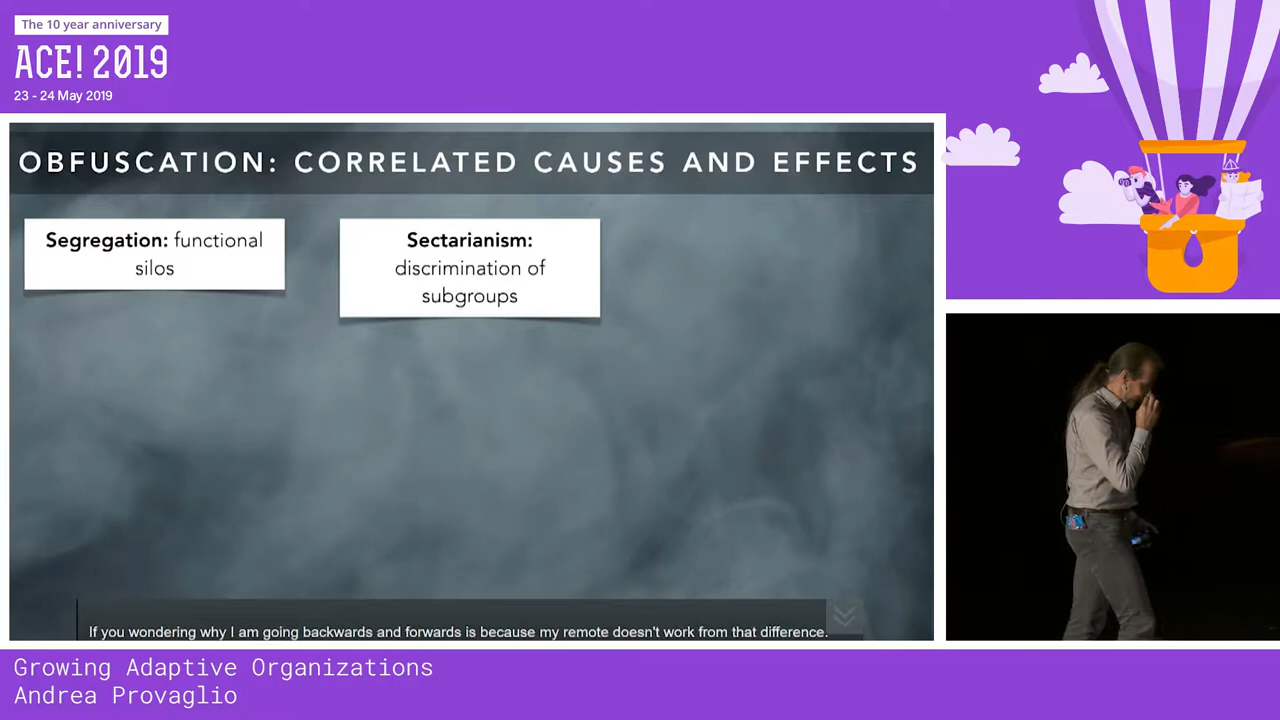 The 10 year anniversary
ACE! 2019
23 - 24 May 2019
OBFUSCATION: CORRELATED CAUSES AND EFFECTS
Segregation: functional
silos
Sectarianism:
discrimination of
subgroups
If you wondering why I am going backwards and forwards is because my remote doesn't work from that difference.
Growing Adaptive Organizations
Andrea Provaglio